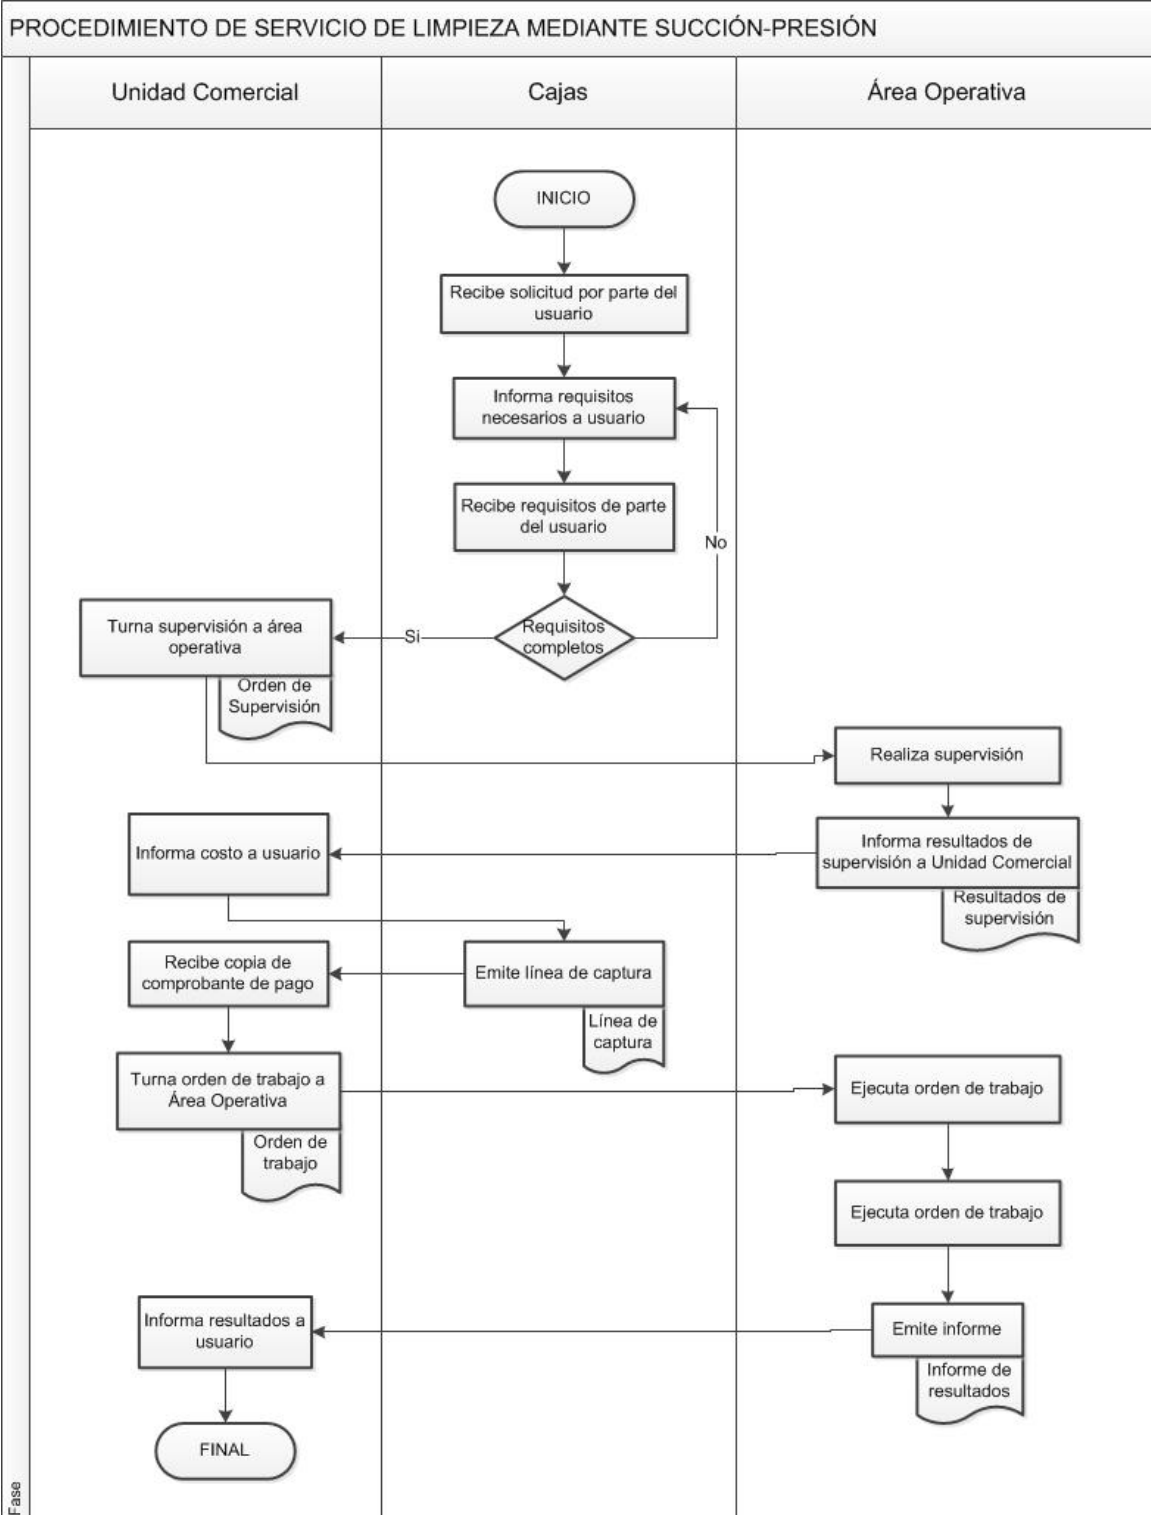 PROCEDIMIENTO DE SERVICIO DE LIMPIEZA MEDIANTE SUCCIÓN-PRESIÓN
Unidad Comercial
Cajas
Área Operativa
INICIO
Recibe solicitud por parte del
usuario
Informa requisitos
necesarios a usuario
Recibe requisitos de parte
del usuario
No
Requisitos
completos
Si
Turna supervisión a área
operativa
Orden de
Supervisión
Realiza supervisión
Informa resultados de
supervisión a Unidad Comercial
Resultados de
supervisión
Informa costo a usuario
Emite línea de captura
Línea de
captura
Recibe copia de
comprobante de pago
Turna orden de trabajo a
Área Operativa
Orden de
trabajo
Ejecuta orden de trabajo
Ejecuta orden de trabajo
Emite informe
Informe de
resultados
Informa resultados a
usuario
FINAL
Fase